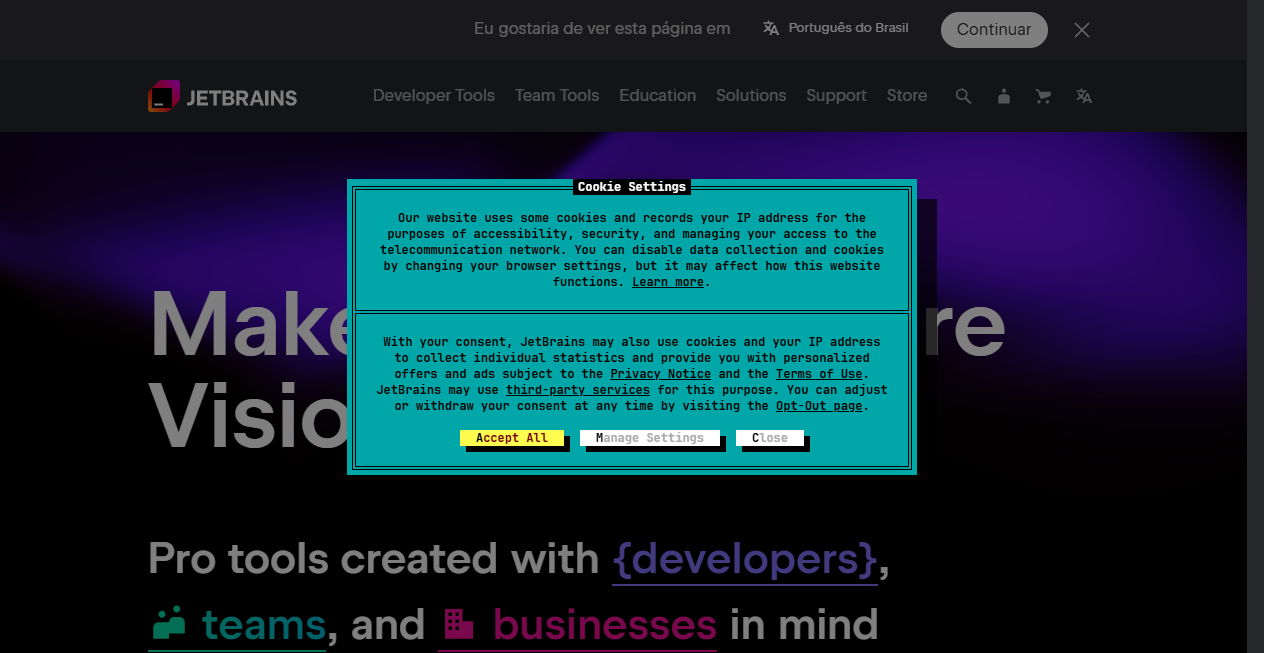 Eu gostaria de ver esta página em
Português do Brasil
Continuar
JETBRAINS
Developer Tools
Team Tools
Education
Solutions
Support
Store
Cookie Settings
Our website uses some cookies and records your IP address for the
purposes of accessibility, security, and managing your access to the
telecommunication network. You can disable data collection and cookies
by changing your browser settings, but it may affect how this website
functions. Learn more.
With your consent, JetBrains may also use cookies and your IP address
to collect individual statistics and provide you with personalized
offers and ads subject to the Privacy Notice and the Terms of Use.
JetBrains may use third-party services for this purpose. You can adjust
or withdraw your consent at any time by visiting the Opt-Out page.
Accept All
Manage Settings
Close
Make
Pro tools created with {developers},
teams, and businesses in mind